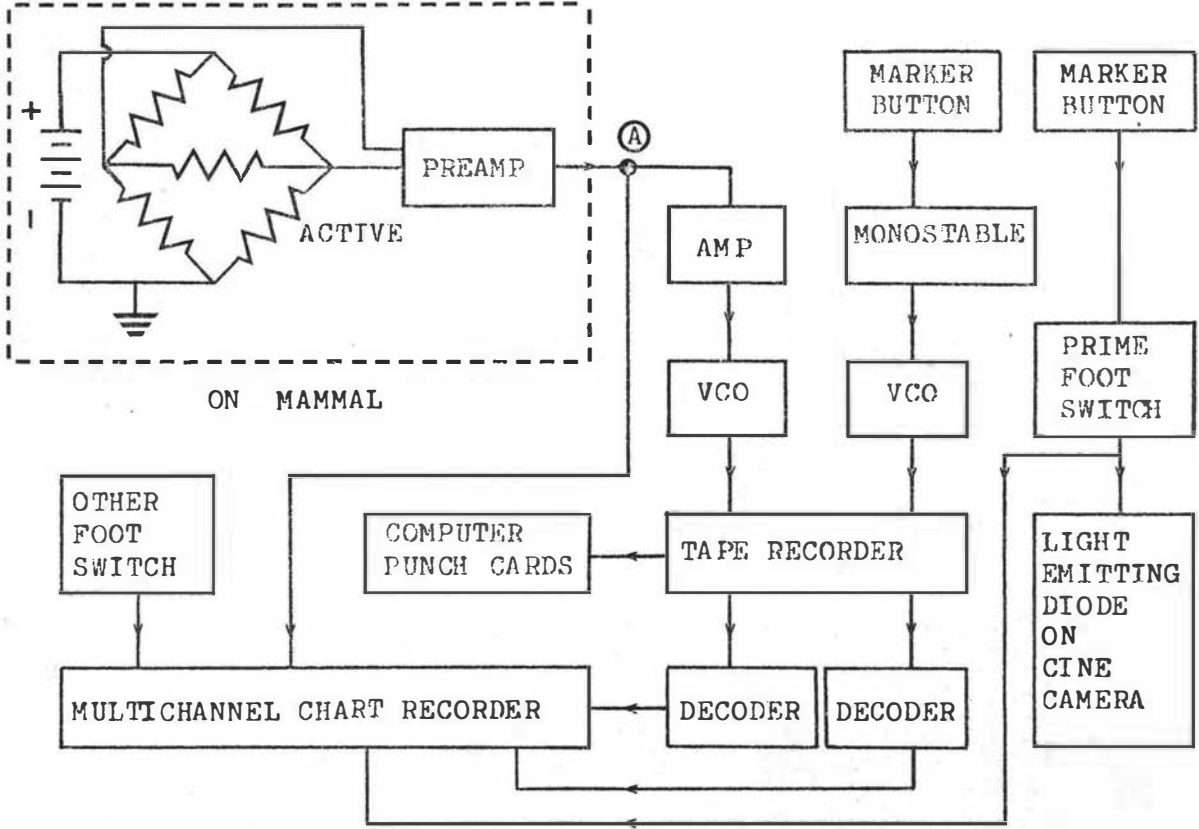 MARKER
BUTTON
MARKER
BUTTON
+
A
PREAMP
-
ACTIVE
AMP
MONOSTABLE
PRIME
FOOT
SWITCH
ON MAMMAL
VCO
VCO
OTHER
FOOT
SWITCH
COMPUTER
PUNCH CARDS
TAPE RECORDER
LIGHT
EMITTING
DIODE
ON
CINE
CAMERA
MULTICHANNEL CHART RECORDER
DECODER
DECODER